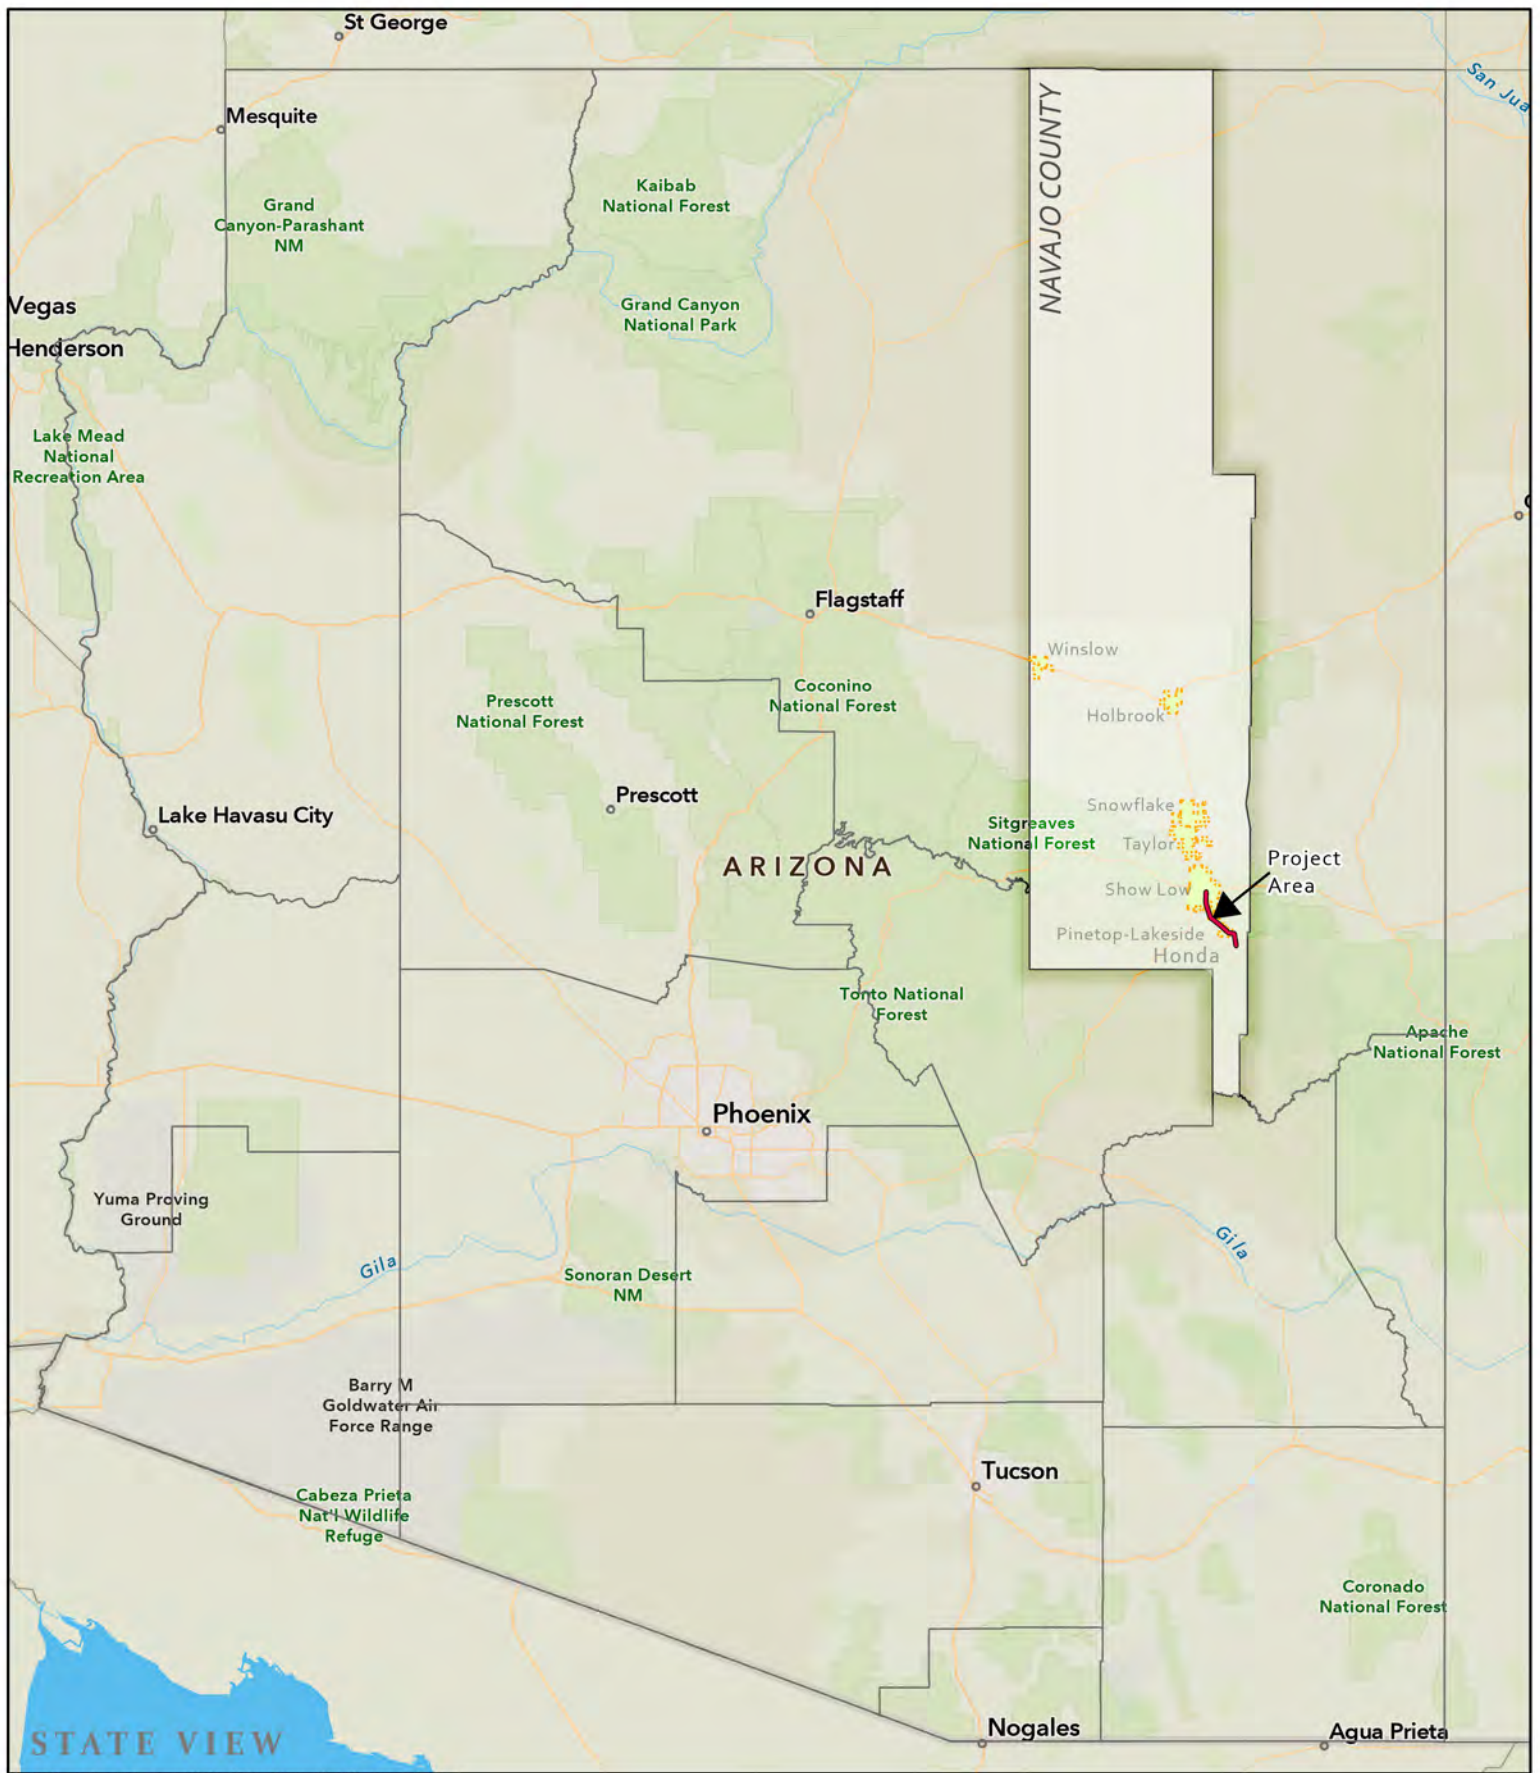 St George
San Jua
Mesquite
NAVAJO COUNTY
Kaibab
National Forest
Grand
Canyon-Parashant
NM
Vegas
Grand Canyon
National Park
Henderson
Lake Mead
National
Recreation Area
Flagstaff
Winslow
Coconino
National Forest
Prescott
National Forest
Holbrook
Prescott
Snowflake
Lake Havasu City
Sitgreaves
National Forest
Taylor
Project
Area
ARIZONA
Show Low
Pinetop-Lakeside
Honda
Tonto National
Forest
Apache
National Forest
Phoenix
Yuma Proving
Ground
Gila
Gila
Sonoran Desert
NM
Barry M
Goldwater Air
Force Range
Tucson
Cabeza Prieta
Nat'l Wildlife
Refuge
Coronado
National Forest
Nogales
Agua Prieta
STATE VIEW